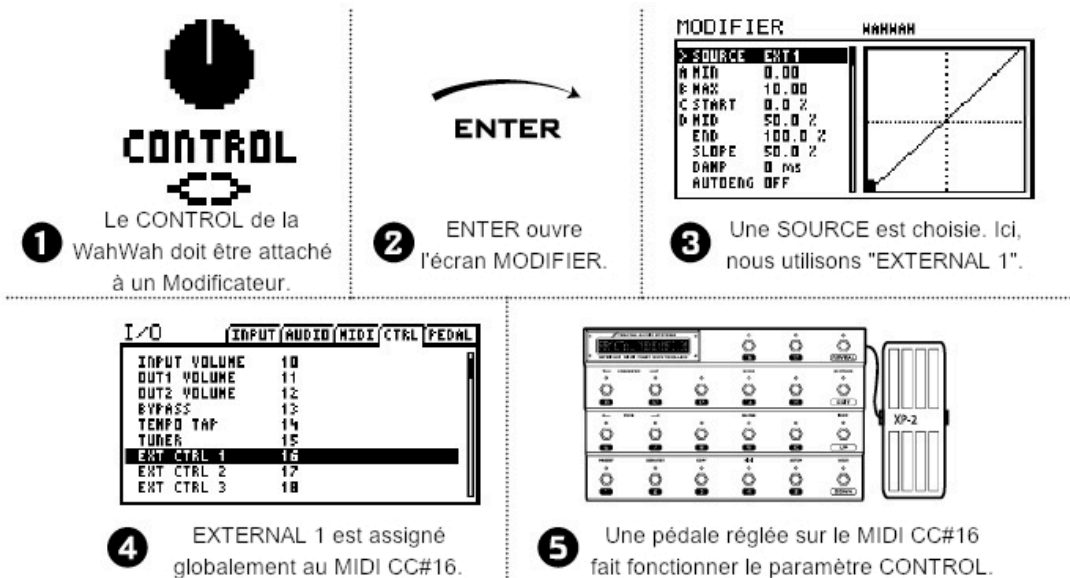 CONTROL
1 Le CONTROL de la
WahWah doit être attaché
à un Modificateur.
ENTER
2 ENTER ouvre
l'écran MODIFIER.
MODIFIER WAHWAH
> SOURCE EXT1
A MIN 0.00
B MAX 10.00
C START 0.0 %
D MID 50.0 %
END 100.0 %
SLOPE 50.0 %
DAMP 0 ms
AUTOENG OFF
3 Une SOURCE est choisie. Ici,
nous utilisons "EXTERNAL 1".
I/O INPUT AUDIO MIDI CTRL PEDAL
INPUT VOLUME 10
OUT1 VOLUME 11
OUT2 VOLUME 12
BYPASS 13
TEMPO TAP 14
TUNER 15
EXT CTRL 1 16
EXT CTRL 2 17
EXT CTRL 3 18
4 EXTERNAL 1 est assigné
globalement au MIDI CC#16.
XP-2
5 Une pédale réglée sur le MIDI CC#16
fait fonctionner le paramètre CONTROL.